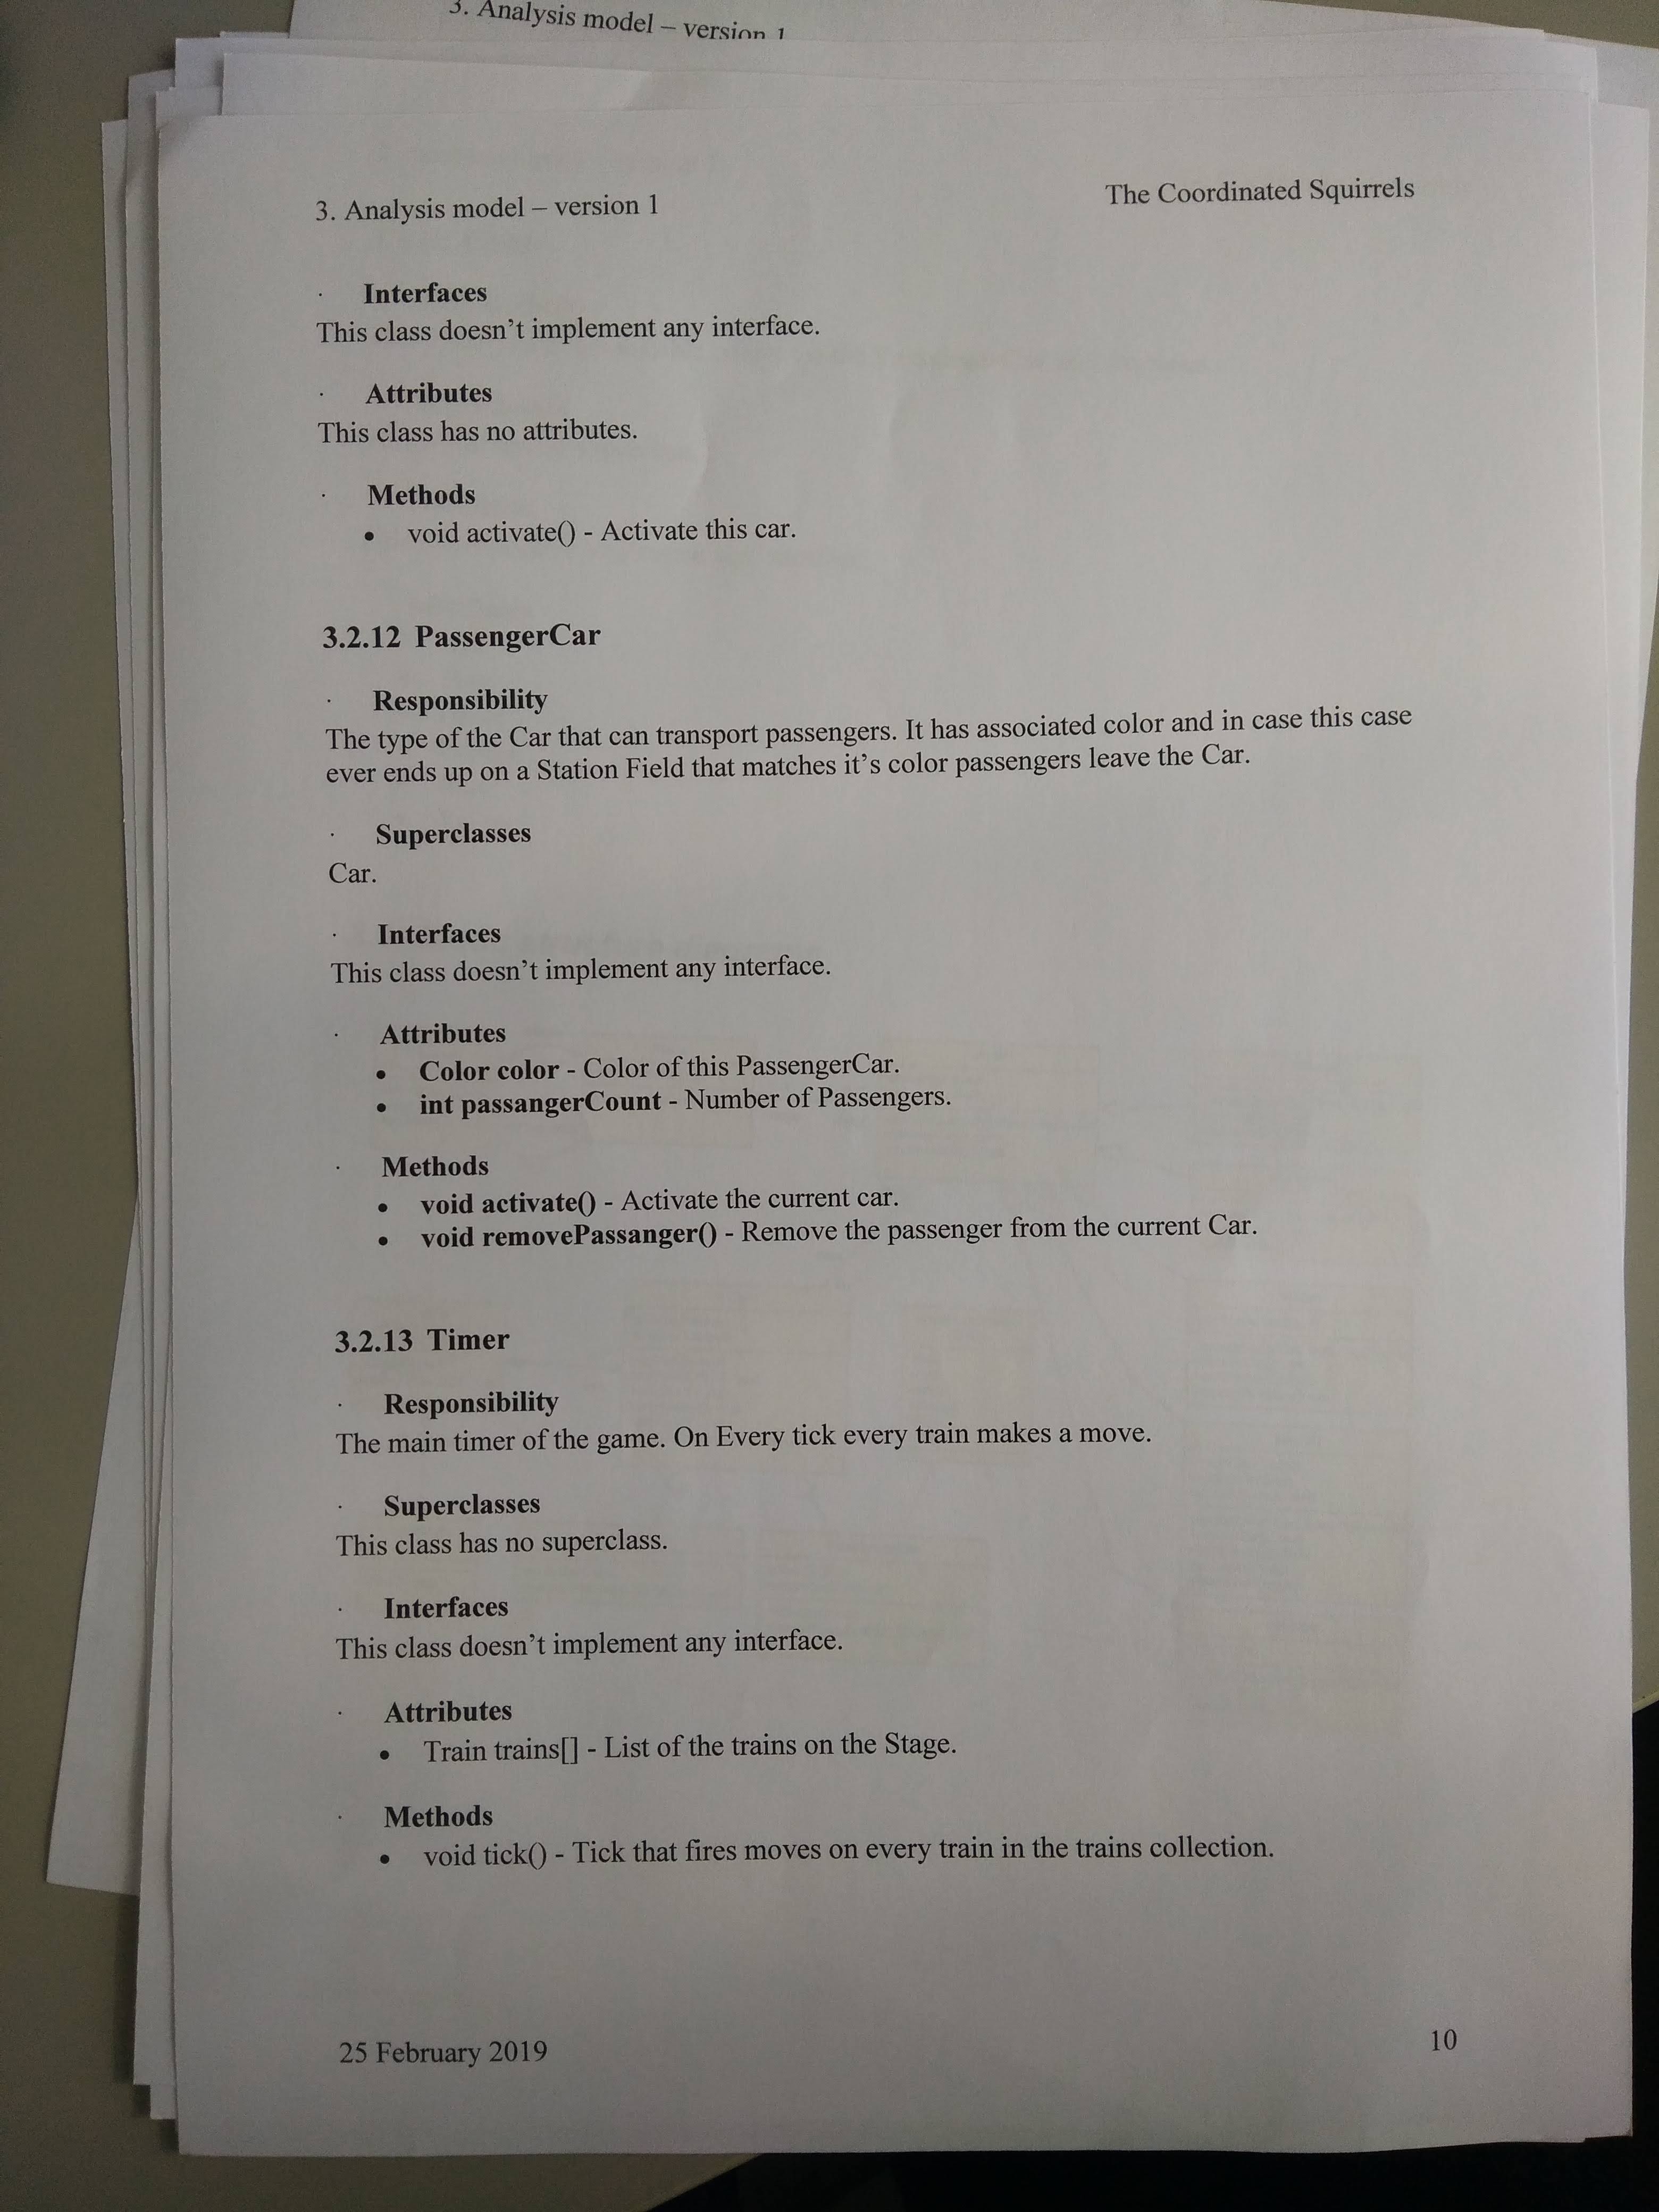 3. Analysis model – version 1
3. Analysis model – version 1
The Coordinated Squirrels
· Interfaces
This class doesn’t implement any interface.
· Attributes
This class has no attributes.
· Methods
• void activate() - Activate this car.
3.2.12 PassengerCar
· Responsibility
The type of the Car that can transport passengers. It has associated color and in case this case
ever ends up on a Station Field that matches it’s color passengers leave the Car.
· Superclasses
Car.
· Interfaces
This class doesn’t implement any interface.
· Attributes
• Color color - Color of this PassengerCar.
• int passangerCount - Number of Passengers.
· Methods
• void activate() - Activate the current car.
• void removePassanger() - Remove the passenger from the current Car.
3.2.13 Timer
· Responsibility
The main timer of the game. On Every tick every train makes a move.
· Superclasses
This class has no superclass.
· Interfaces
This class doesn’t implement any interface.
· Attributes
• Train trains[] - List of the trains on the Stage.
· Methods
• void tick() - Tick that fires moves on every train in the trains collection.
25 February 2019
10